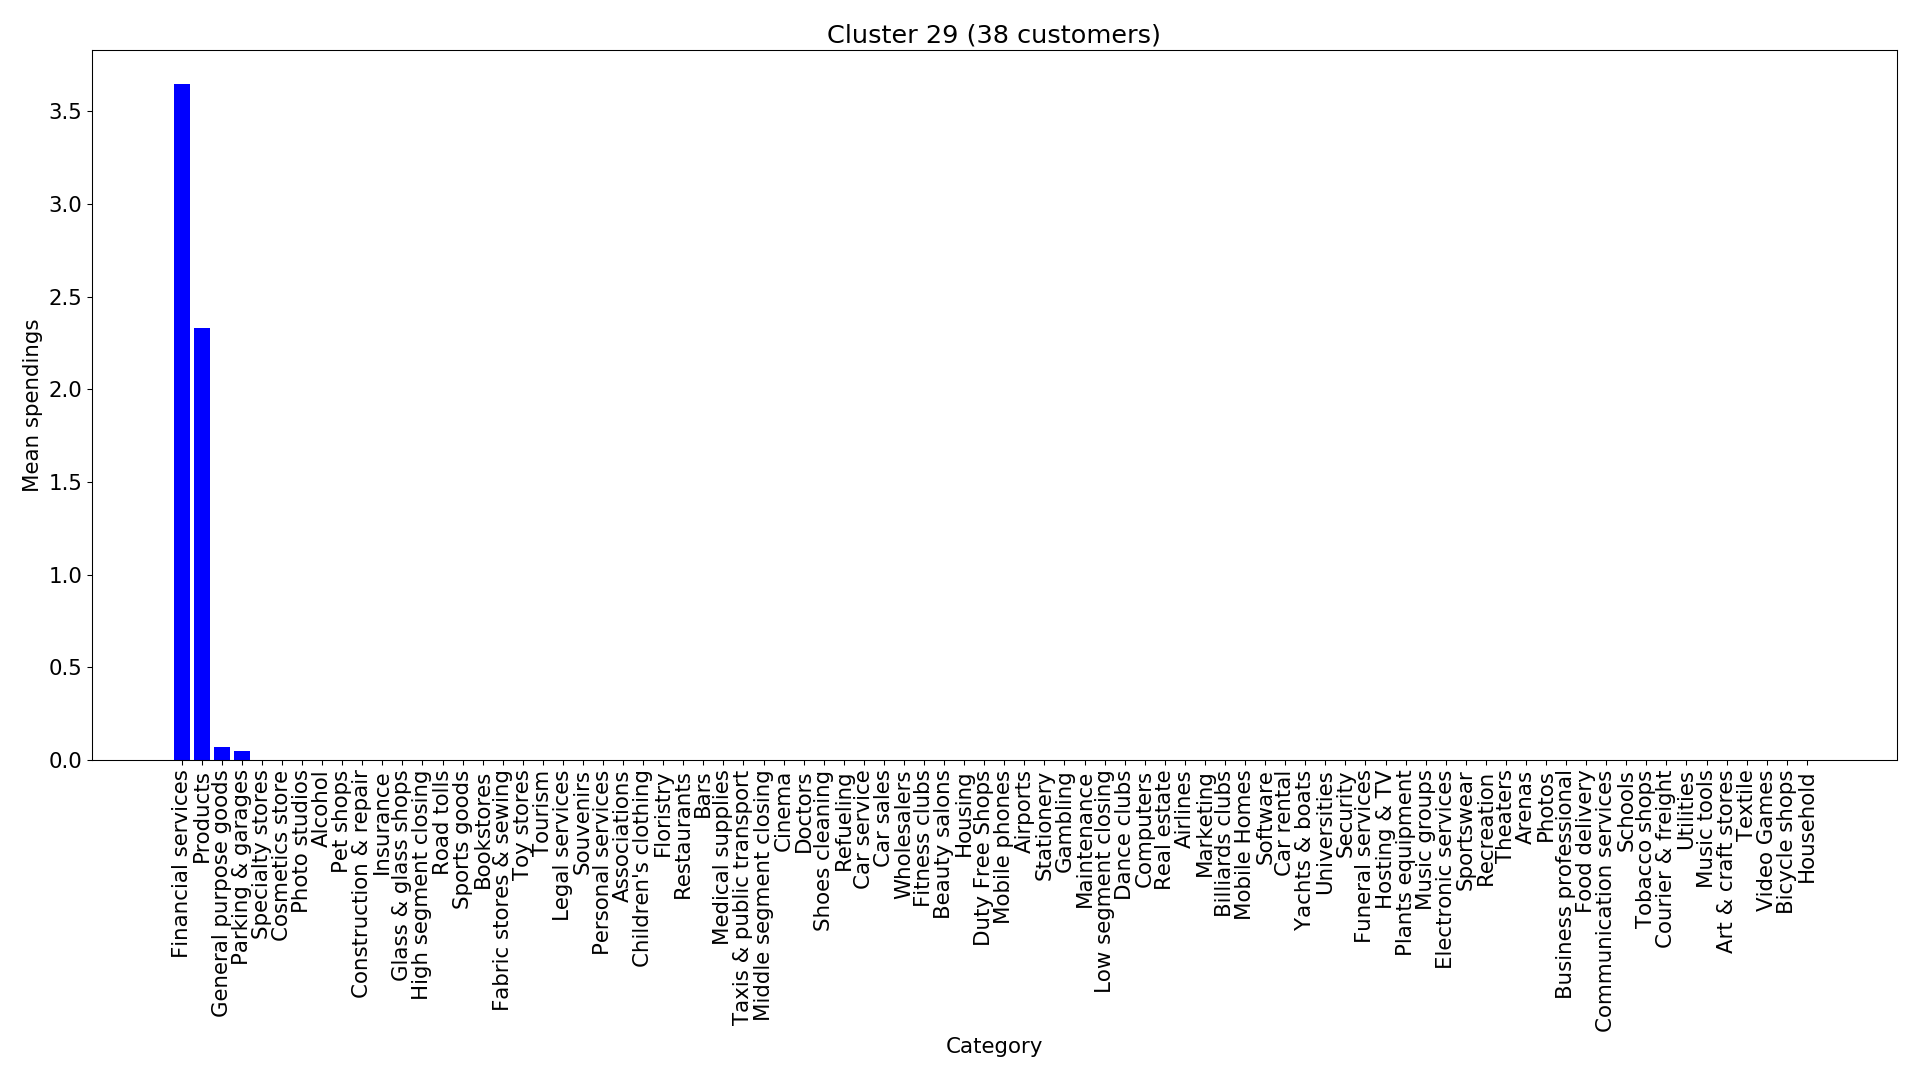 Cluster 29 (38 customers)
Mean spendings
3.5
3.0
2.5
2.0
1.5
1.0
0.5
0.0
Financial services
Products
General purpose goods
Parking & garages
Specialty stores
Cosmetics store
Photo studios
Alcohol
Pet shops
Construction & repair
Insurance
Glass & glass shops
High segment closing
Road tolls
Sports goods
Bookstores
Fabric stores & sewing
Toy stores
Tourism
Legal services
Souvenirs
Personal services
Associations
Children's clothing
Floristry
Restaurants
Bars
Medical supplies
Taxis & public transport
Middle segment closing
Cinema
Doctors
Shoes cleaning
Refueling
Car service
Car sales
Wholesalers
Fitness clubs
Beauty salons
Housing
Duty Free Shops
Mobile phones
Airports
Stationery
Gambling
Maintenance
Low segment closing
Dance clubs
Computers
Real estate
Airlines
Marketing
Billiards clubs
Mobile Homes
Software
Car rental
Yachts & boats
Universities
Security
Funeral services
Hosting & TV
Plants equipment
Music groups
Electronic services
Sportswear
Recreation
Theaters
Arenas
Photos
Business professional
Food delivery
Communication services
Schools
Tobacco shops
Courier & freight
Utilities
Music tools
Art & craft stores
Textile
Video Games
Bicycle shops
Household
Category